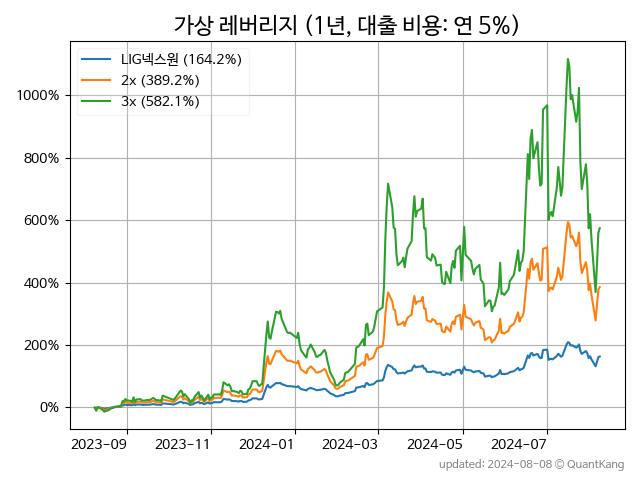 가상 레버리지 (1년, 대출 비용: 연 5%)
LIG넥스원 (164.2%)
2x (389.2%)
3x (582.1%)
1000%
800%
600%
400%
200%
0%
2023-09
2023-11
2024-01
2024-03
2024-05
2024-07
updated: 2024-08-08 © QuantKang